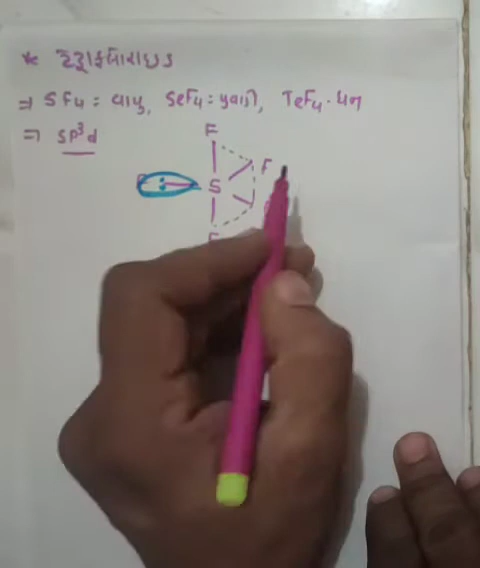 * ટેટ્રાફ્લોરાઇડ
⇒ SF₄ = વાયુ, SeF₄ = પ્રવાહી, TeF₄ - ઘન
⇒ SP³d
F
F
S
F